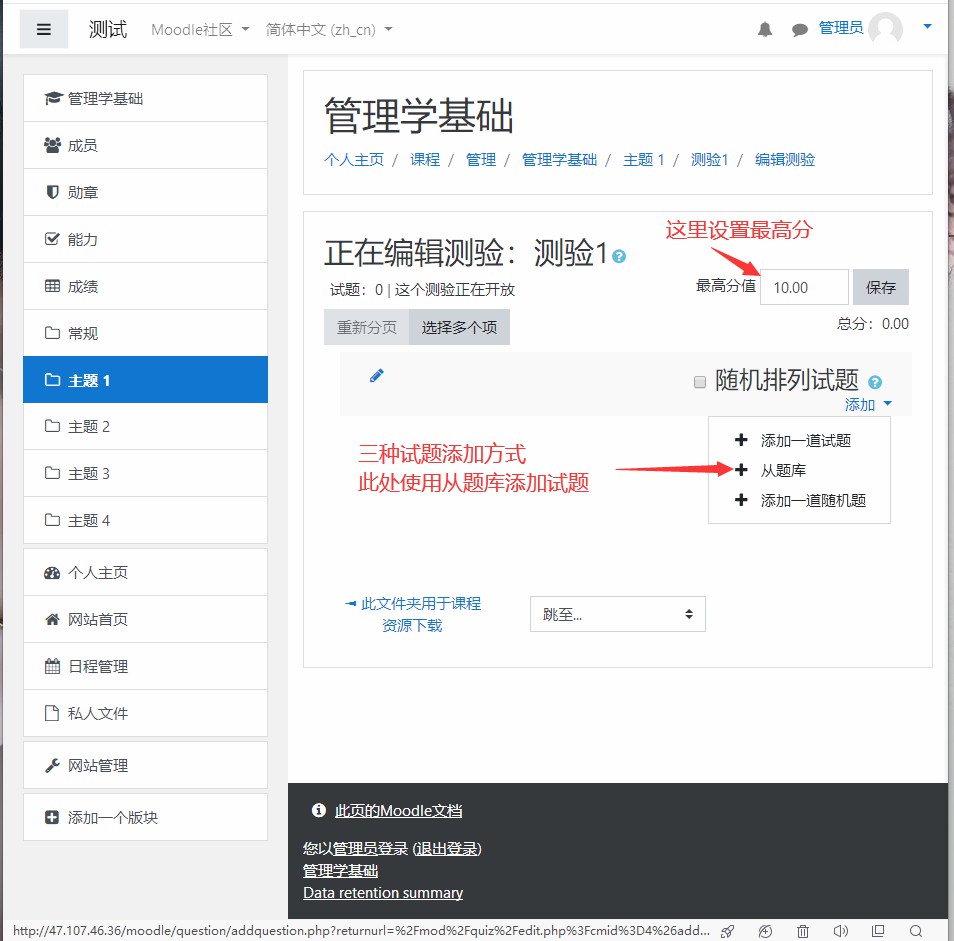 测试 Moodle社区 简体中文 (zh_cn) 管理员
管理学基础
成员
勋章
能力
成绩
常规
主题 1
主题 2
主题 3
主题 4
个人主页
网站首页
日程管理
私人文件
网站管理
添加一个版块
管理学基础
个人主页 / 课程 / 管理 / 管理学基础 / 主题 1 / 测验1 / 编辑测验
这里设置最高分
正在编辑测验：测验1
试题：0 | 这个测验正在开放
最高分值 10.00 保存
重新分页 选择多个项
总分：0.00
随机排列试题
添加
三种试题添加方式
此处使用从题库添加试题
添加一道试题
从题库
添加一道随机题
◄ 此文件夹用于课程
资源下载
跳至...
此页的Moodle文档
您以管理员登录 (退出登录)
管理学基础
Data retention summary
http://47.107.46.36/moodle/question/addquestion.php?returnurl=%2Fmod%2Fquiz%2Fedit.php%3Fcmid%3D4%26add...